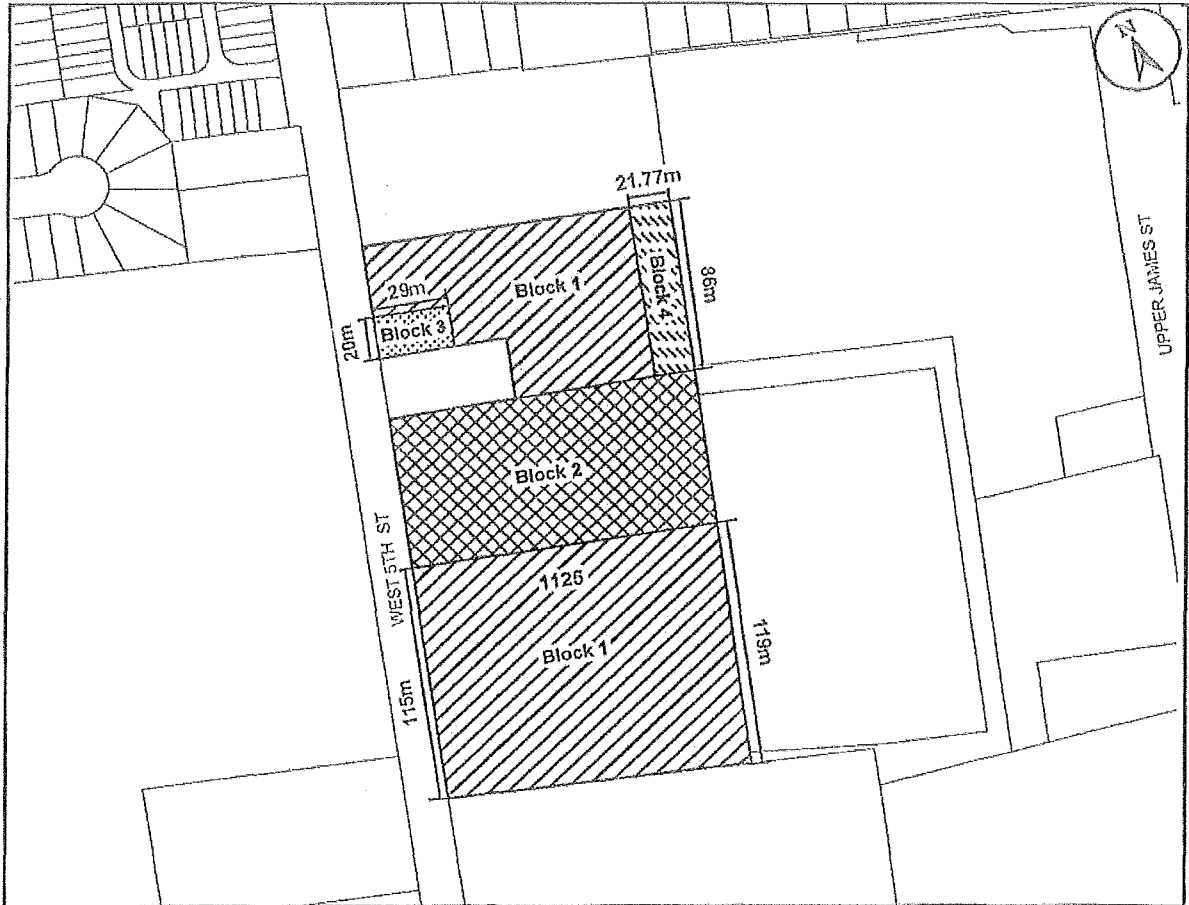 N
21.77m
UPPER JAMES ST
29m
Block 1
Block 4
86m
20m
Block 3
Block 2
WEST 5TH ST
1125
Block 1
119m
115m